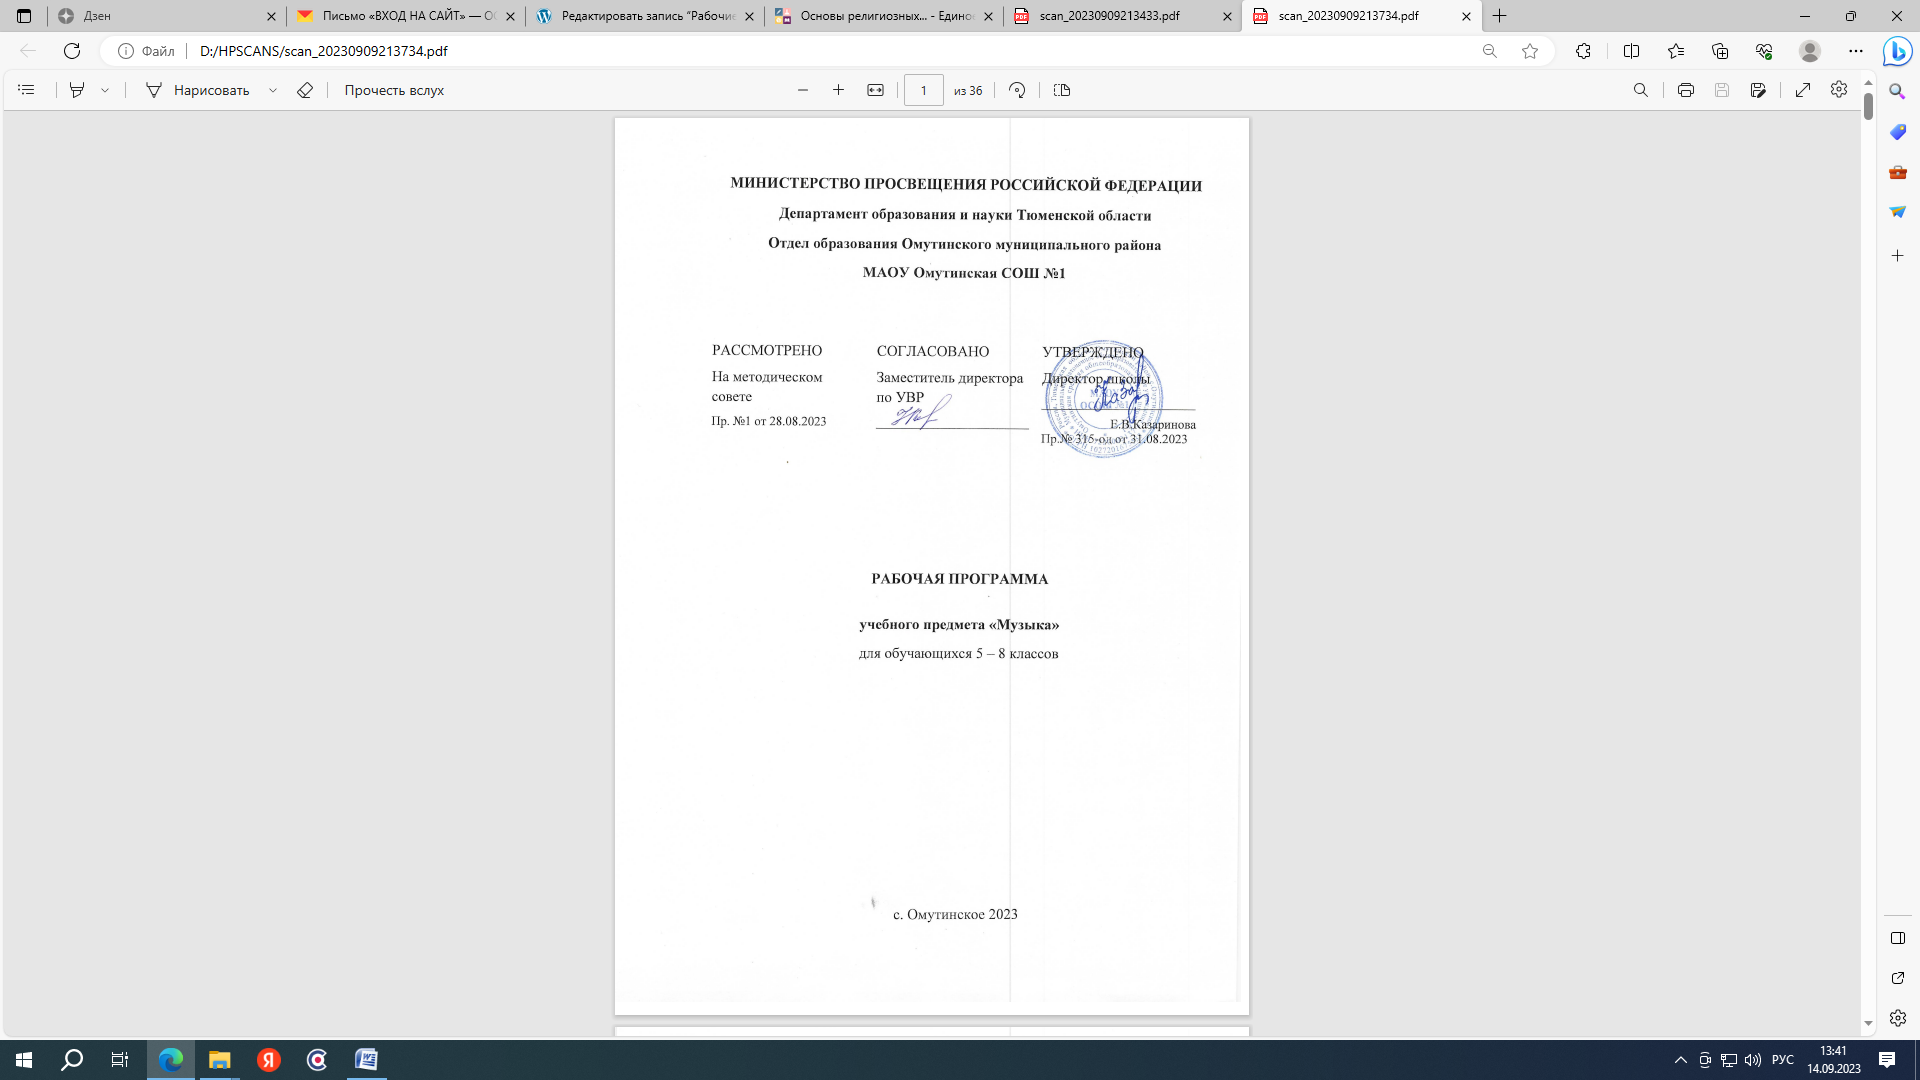 Дзен
Письмо «ВХОД НА САЙТ» — ОС
Редактировать запись "Рабочие
Основы религиозных... - Едино
scan_20230909213433.pdf
scan_20230909213734.pdf
Файл
D:/HPSCANS/scan_20230909213734.pdf
Нарисовать
Прочесть вслух
1
из 36
МИНИСТЕРСТВО ПРОСВЕЩЕНИЯ РОССИЙСКОЙ ФЕДЕРАЦИИ
Департамент образования и науки Тюменской области
Отдел образования Омутинского муниципального района
МАОУ Омутинская СОШ №1
РАССМОТРЕНО
На методическом
совете
Пр. №1 от 28.08.2023
СОГЛАСОВАНО
Заместитель директора
по УВР
УТВЕРЖДЕНО
Директор школы
Е.В.Казаринова
Пр.№ 315-од от 31.08.2023
РАБОЧАЯ ПРОГРАММА
учебного предмета «Музыка»
для обучающихся 5 – 8 классов
с. Омутинское 2023
РУС
13:41
14.09.2023